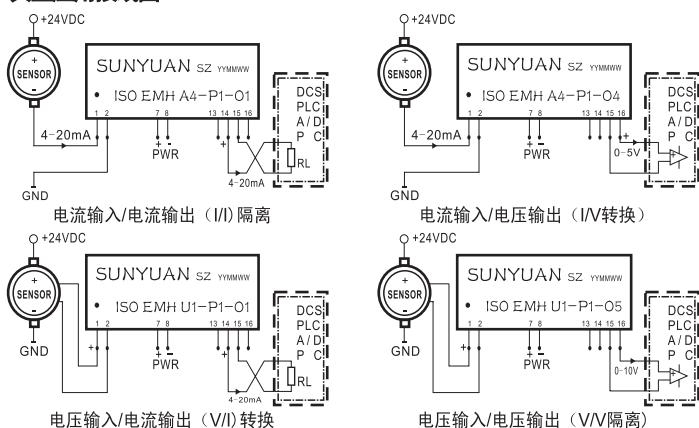 +24VDC
+
SENSOR
-
SUNYUAN SZ YYMMWW
ISO EMH A4-P1-O1
1 2 7 8 13 14 15 16
4-20mA
+ -
PWR
+
4-20mA
DCS
PLC
A/D
P C
RL
GND
电流输入/电流输出（I/I)隔离
+24VDC
+
SENSOR
-
SUNYUAN SZ YYMMWW
ISO EMH A4-P1-O4
1 2 7 8 13 14 15 16
4-20mA
+ -
PWR
+
0-5V
DCS
PLC
A/D
P C
+
GND
电流输入/电压输出（I/V转换）
+24VDC
+
SENSOR
-
SUNYUAN SZ YYMMWW
ISO EMH U1-P1-O1
1 2 7 8 13 14 15 16
GND
+
+ -
PWR
+
4-20mA
DCS
PLC
A/D
P C
RL
电压输入/电流输出（V/I)转换
+24VDC
+
SENSOR
-
SUNYUAN SZ YYMMWW
ISO EMH U1-P1-O5
1 2 7 8 13 14 15 16
GND
+
+ -
PWR
0-10V
DCS
PLC
A/D
P C
+
电压输入/电压输出（V/V隔离)